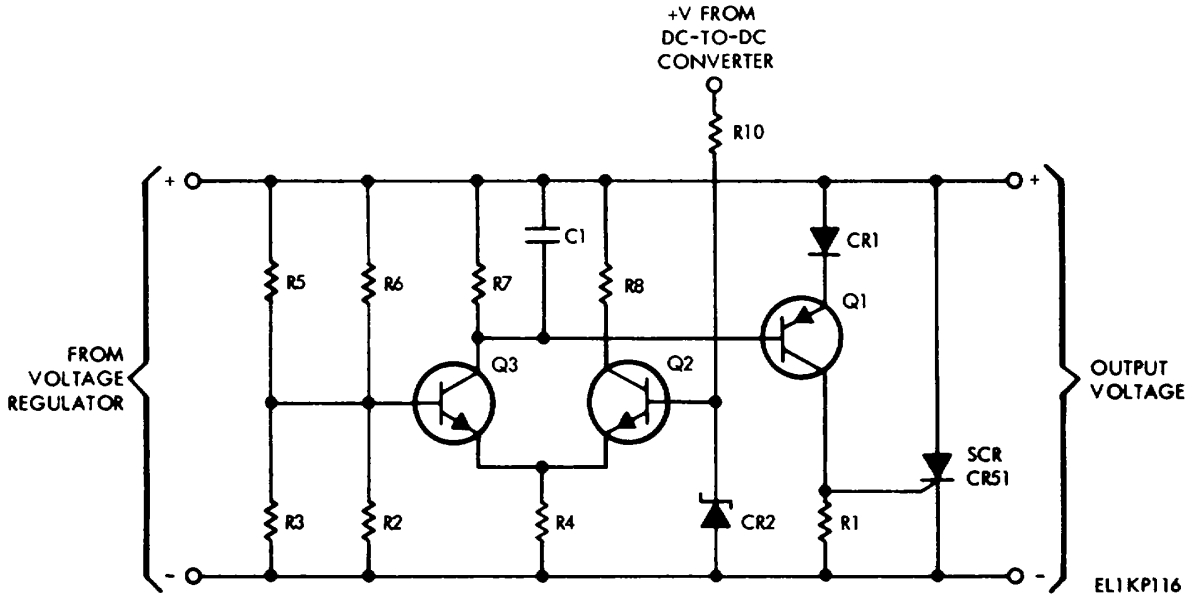 +V FROM
DC-TO-DC
CONVERTER
R10
+
+
C1
CR1
R5
R6
R7
R8
Q1
FROM
VOLTAGE
REGULATOR
Q3
Q2
OUTPUT
VOLTAGE
SCR
CR51
R3
R2
R4
CR2
R1
-
-
EL1KP116